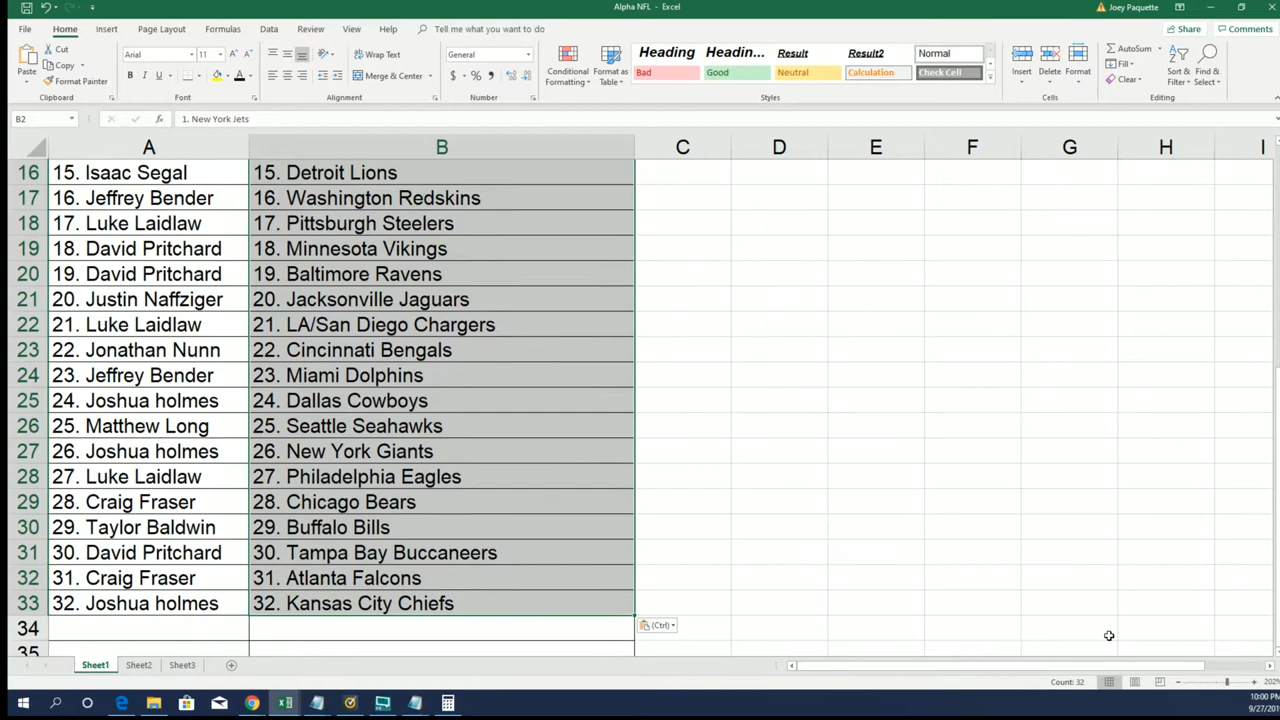 Alpha NFL - Excel
Joey Paquette
File Home Insert Page Layout Formulas Data Review View Help Tell me what you want to do
Share Comments
Paste
Cut
Copy
Format Painter
Clipboard
Arial 11
B I U
Font
Wrap Text
Merge & Center
Alignment
General
$ % ,
Number
Conditional Formatting
Format as Table
Heading Headin... Result Result2 Normal
Bad Good Neutral Calculation Check Cell
Styles
Insert Delete Format
Cells
AutoSum
Fill
Clear
Sort & Filter
Find & Select
Editing
B2 fx 1. New York Jets
A B C D E F G H I
16 15. Isaac Segal 15. Detroit Lions
17 16. Jeffrey Bender 16. Washington Redskins
18 17. Luke Laidlaw 17. Pittsburgh Steelers
19 18. David Pritchard 18. Minnesota Vikings
20 19. David Pritchard 19. Baltimore Ravens
21 20. Justin Naffziger 20. Jacksonville Jaguars
22 21. Luke Laidlaw 21. LA/San Diego Chargers
23 22. Jonathan Nunn 22. Cincinnati Bengals
24 23. Jeffrey Bender 23. Miami Dolphins
25 24. Joshua holmes 24. Dallas Cowboys
26 25. Matthew Long 25. Seattle Seahawks
27 26. Joshua holmes 26. New York Giants
28 27. Luke Laidlaw 27. Philadelphia Eagles
29 28. Craig Fraser 28. Chicago Bears
30 29. Taylor Baldwin 29. Buffalo Bills
31 30. David Pritchard 30. Tampa Bay Buccaneers
32 31. Craig Fraser 31. Atlanta Falcons
33 32. Joshua holmes 32. Kansas City Chiefs
34
(Ctrl)
35
Sheet1 Sheet2 Sheet3
Count: 32
10:00 PM